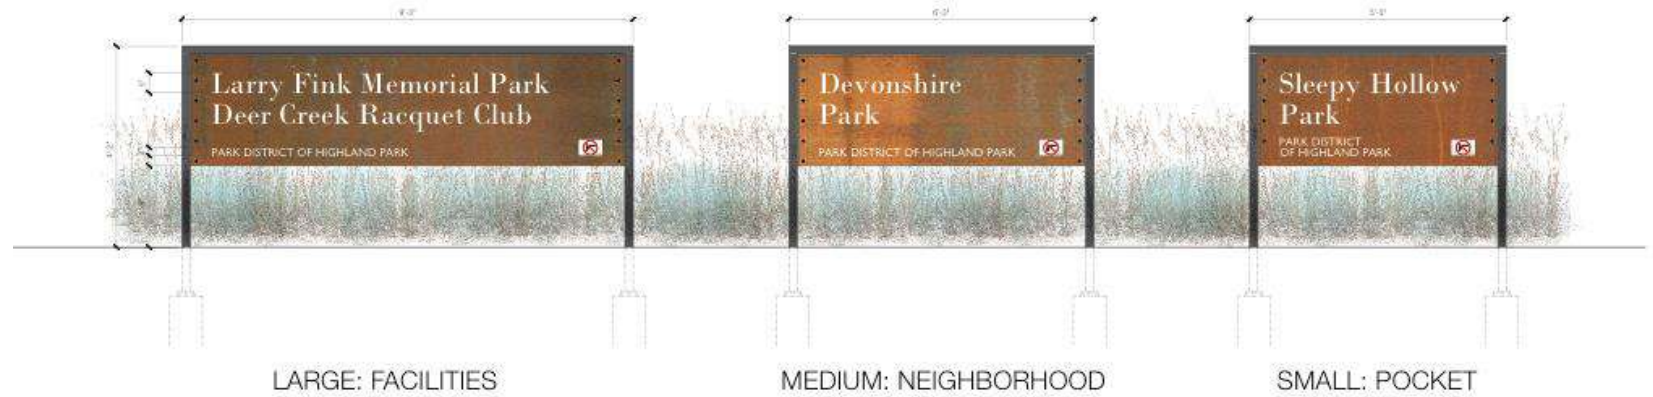 Larry Fink Memorial Park
Deer Creek Racquet Club
PARK DISTRICT OF HIGHLAND PARK
Devonshire
Park
PARK DISTRICT OF HIGHLAND PARK
Sleepy Hollow
Park
PARK DISTRICT
OF HIGHLAND PARK
LARGE: FACILITIES
MEDIUM: NEIGHBORHOOD
SMALL: POCKET